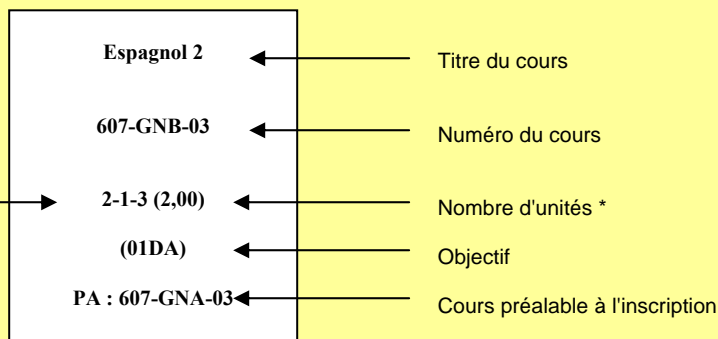 Espagnol 2 Titre du cours
607-GNB-03 Numéro du cours
2-1-3 (2,00) Nombre d'unités *
(01DA) Objectif
PA : 607-GNA-03 Cours préalable à l'inscription